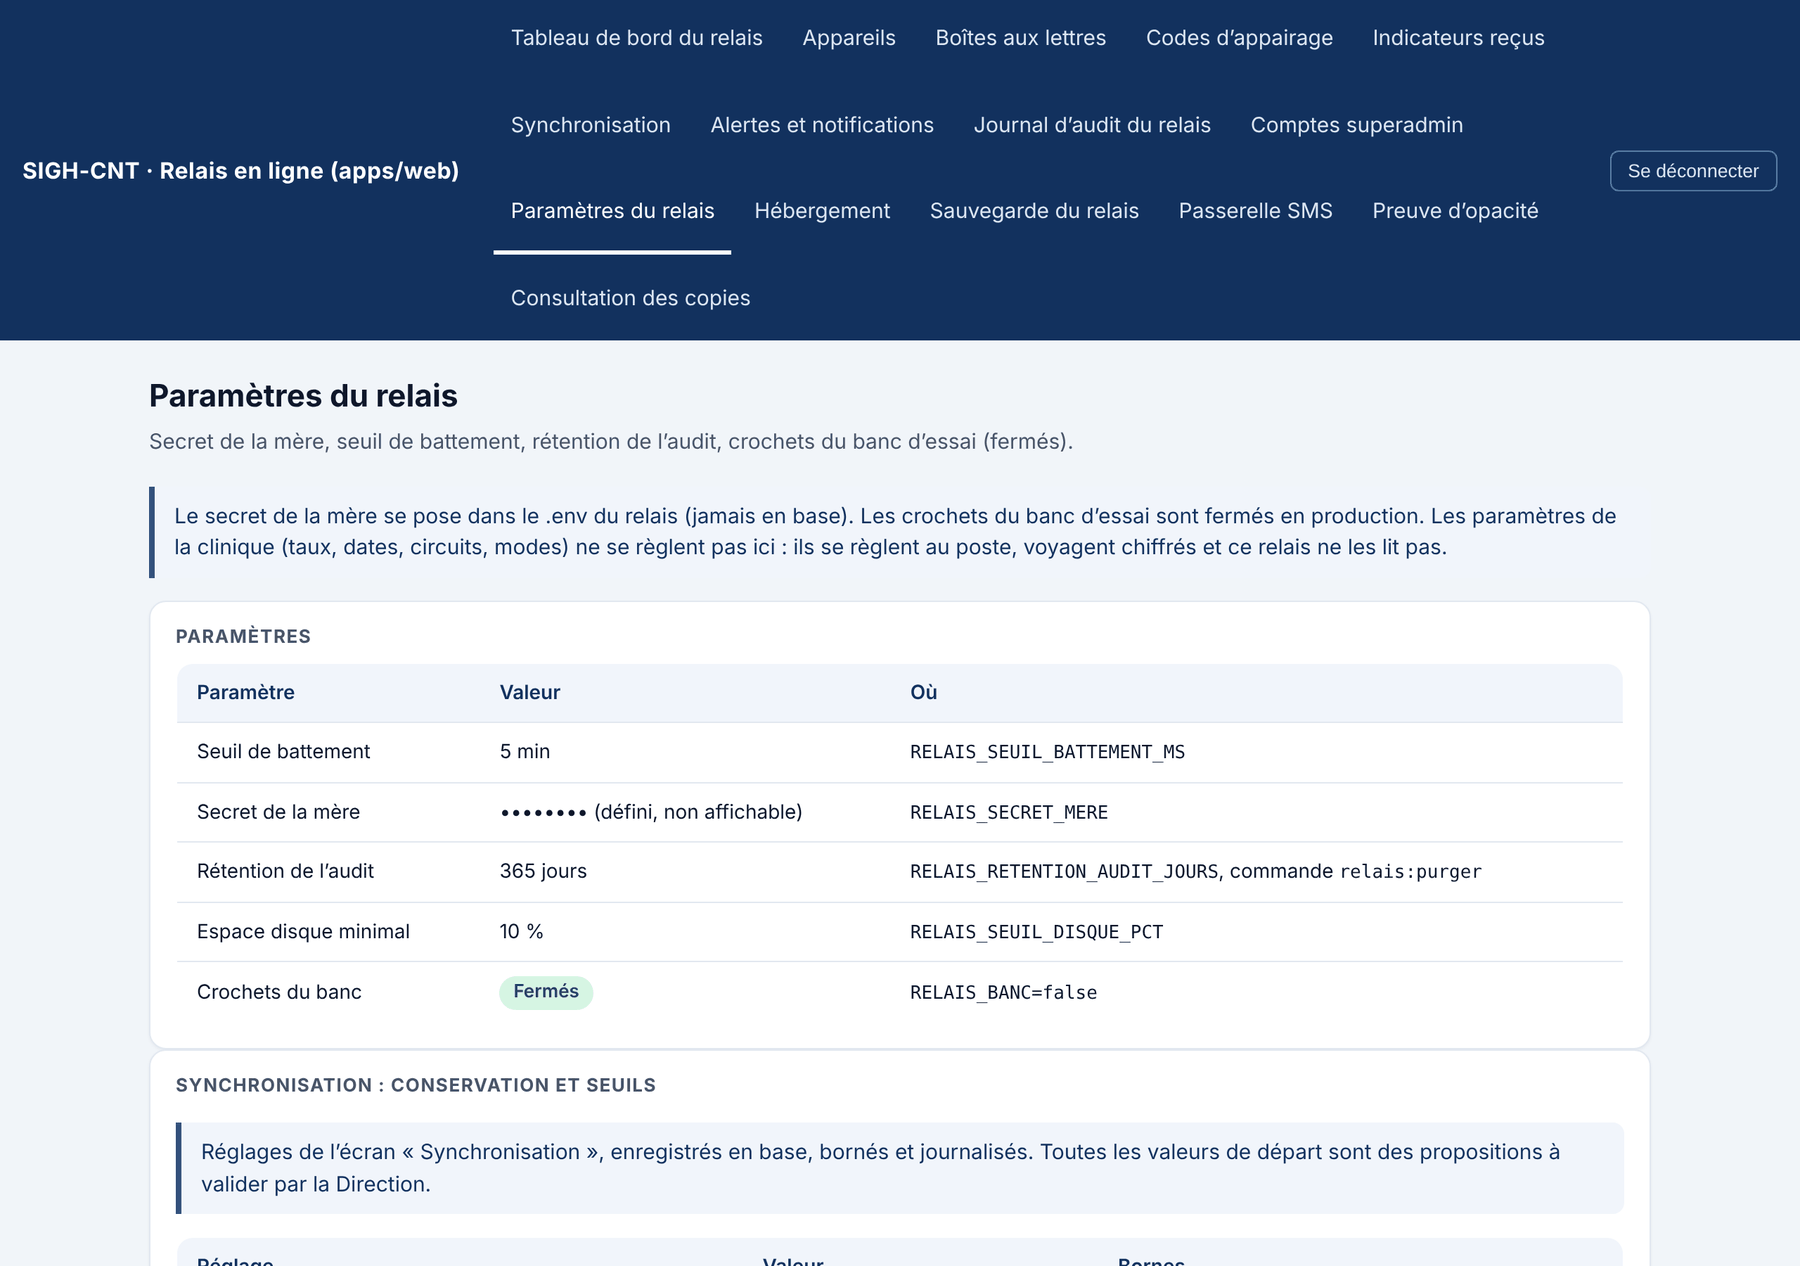 Tableau de bord du relais Appareils Boîtes aux lettres Codes d’appairage Indicateurs reçus
Synchronisation Alertes et notifications Journal d’audit du relais Comptes superadmin
SIGH-CNT · Relais en ligne (apps/web)
Se déconnecter
Paramètres du relais Hébergement Sauvegarde du relais Passerelle SMS Preuve d’opacité
Consultation des copies
Paramètres du relais
Secret de la mère, seuil de battement, rétention de l’audit, crochets du banc d’essai (fermés).
Le secret de la mère se pose dans le .env du relais (jamais en base). Les crochets du banc d’essai sont fermés en production. Les paramètres de
la clinique (taux, dates, circuits, modes) ne se règlent pas ici : ils se règlent au poste, voyagent chiffrés et ce relais ne les lit pas.
PARAMÈTRES
Paramètre Valeur Où
Seuil de battement 5 min RELAIS_SEUIL_BATTEMENT_MS
Secret de la mère •••••••• (défini, non affichable) RELAIS_SECRET_MERE
Rétention de l’audit 365 jours RELAIS_RETENTION_AUDIT_JOURS, commande relais:purger
Espace disque minimal 10 % RELAIS_SEUIL_DISQUE_PCT
Crochets du banc Fermés RELAIS_BANC=false
SYNCHRONISATION : CONSERVATION ET SEUILS
Réglages de l’écran « Synchronisation », enregistrés en base, bornés et journalisés. Toutes les valeurs de départ sont des propositions à
valider par la Direction.
Réglage Valeur Bornes